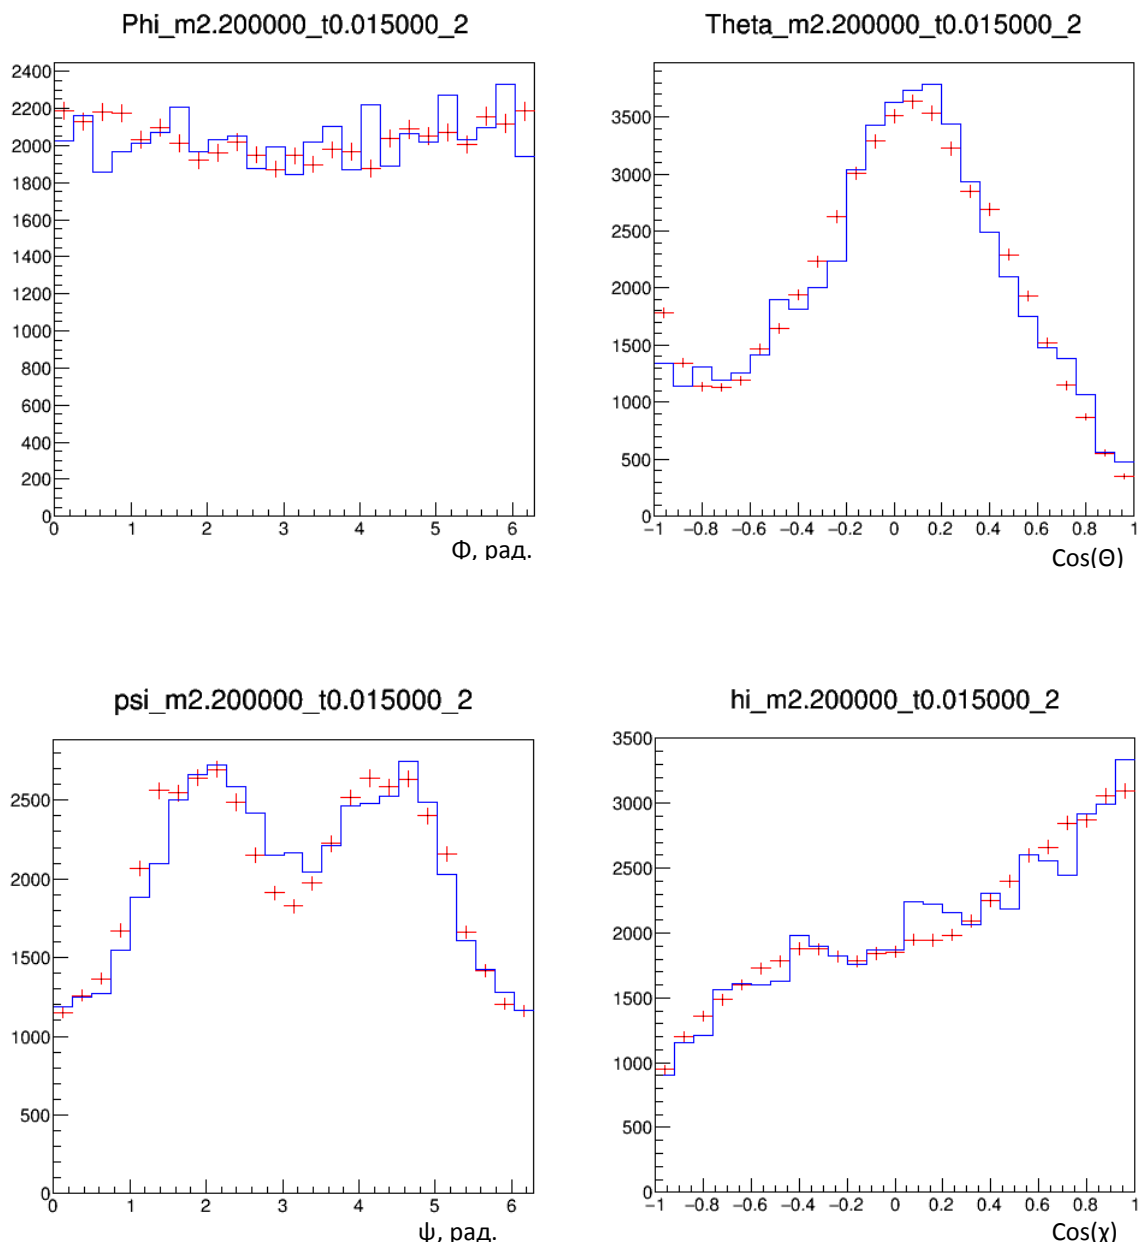 Phi_m2.200000_t0.015000_2
2400
2200
2000
1800
1600
1400
1200
1000
800
600
400
200
0
0 1 2 3 4 5 6
Φ, рад.
Theta_m2.200000_t0.015000_2
3500
3000
2500
2000
1500
1000
500
0
−1 −0.8 −0.6 −0.4 −0.2 0 0.2 0.4 0.6 0.8 1
Cos(Θ)
psi_m2.200000_t0.015000_2
2500
2000
1500
1000
500
0
0 1 2 3 4 5 6
ψ, рад.
hi_m2.200000_t0.015000_2
3500
3000
2500
2000
1500
1000
500
0
−1 −0.8 −0.6 −0.4 −0.2 0 0.2 0.4 0.6 0.8 1
Cos(χ)